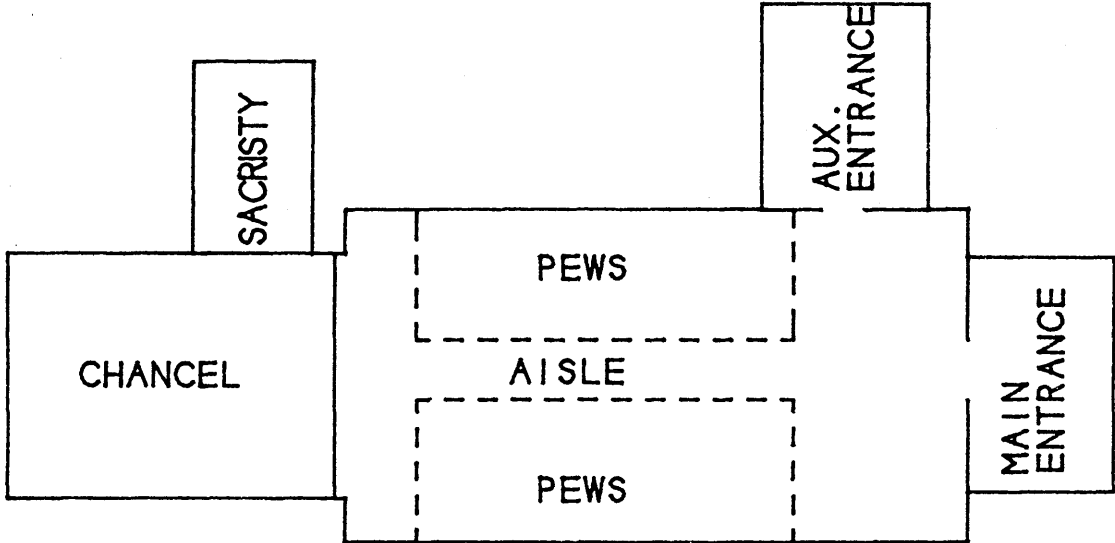 AUX.
ENTRANCE
SACRISTY
PEWS
CHANCEL
AISLE
MAIN
ENTRANCE
PEWS